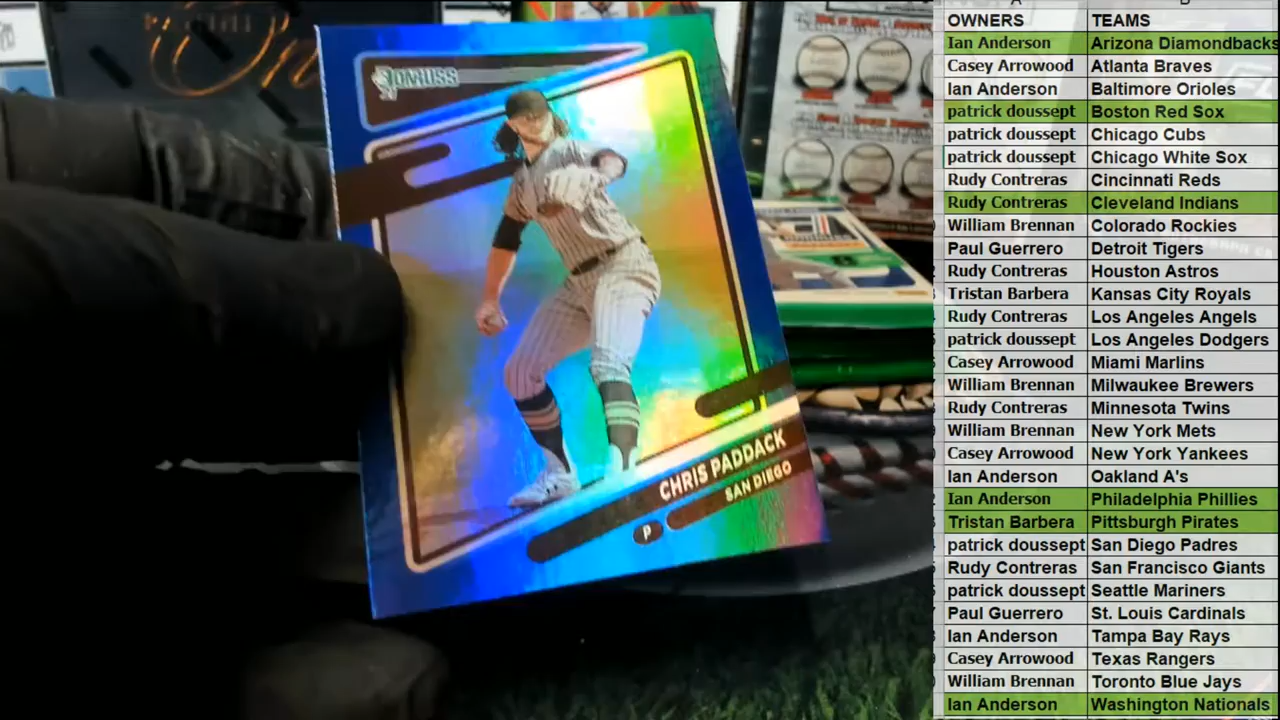 PANINI
DONRUSS
CHRIS PADDACK
SAN DIEGO
P
OWNERS TEAMS
Ian Anderson Arizona Diamondbacks
Casey Arrowood Atlanta Braves
Ian Anderson Baltimore Orioles
patrick doussept Boston Red Sox
patrick doussept Chicago Cubs
patrick doussept Chicago White Sox
Rudy Contreras Cincinnati Reds
Rudy Contreras Cleveland Indians
William Brennan Colorado Rockies
Paul Guerrero Detroit Tigers
Rudy Contreras Houston Astros
Tristan Barbera Kansas City Royals
Rudy Contreras Los Angeles Angels
patrick doussept Los Angeles Dodgers
Casey Arrowood Miami Marlins
William Brennan Milwaukee Brewers
Rudy Contreras Minnesota Twins
William Brennan New York Mets
Casey Arrowood New York Yankees
Ian Anderson Oakland A's
Ian Anderson Philadelphia Phillies
Tristan Barbera Pittsburgh Pirates
patrick doussept San Diego Padres
Rudy Contreras San Francisco Giants
patrick doussept Seattle Mariners
Paul Guerrero St. Louis Cardinals
Ian Anderson Tampa Bay Rays
Casey Arrowood Texas Rangers
William Brennan Toronto Blue Jays
Ian Anderson Washington Nationals